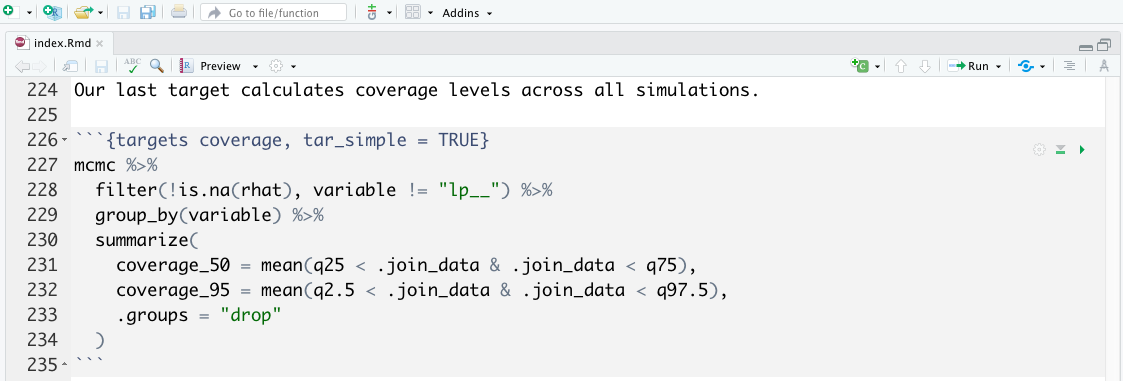 Go to file/function
Addins
index.Rmd
ABC
Preview
Run
224 Our last target calculates coverage levels across all simulations.
225
226 ```{targets coverage, tar_simple = TRUE}
227 mcmc %>%
228   filter(!is.na(rhat), variable != "lp__") %>%
229   group_by(variable) %>%
230   summarize(
231     coverage_50 = mean(q25 < .join_data & .join_data < q75),
232     coverage_95 = mean(q2.5 < .join_data & .join_data < q97.5),
233     .groups = "drop"
234   )
235 ```